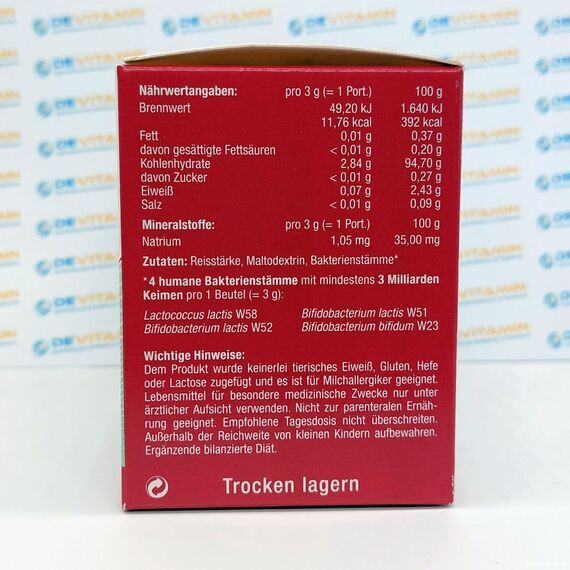 DEVITAMIN
Nährwertangaben: pro 3 g (= 1 Port.) 100 g
Brennwert 49,20 kJ 1.640 kJ
11,76 kcal 392 kcal
Fett 0,01 g 0,37 g
davon gesättigte Fettsäuren < 0,01 g 0,20 g
Kohlenhydrate 2,84 g 94,70 g
davon Zucker < 0,01 g 0,27 g
Eiweiß 0,07 g 2,43 g
Salz < 0,01 g 0,09 g
Mineralstoffe: pro 3 g (= 1 Port.) 100 g
Natrium 1,05 mg 35,00 mg
Zutaten: Reisstärke, Maltodextrin, Bakterienstämme*
*4 humane Bakterienstämme mit mindestens 3 Milliarden
Keimen pro 1 Beutel (= 3 g):
Lactococcus lactis W58 Bifidobacterium lactis W51
Bifidobacterium lactis W52 Bifidobacterium bifidum W23
Wichtige Hinweise:
Dem Produkt wurde keinerlei tierisches Eiweiß, Gluten, Hefe
oder Lactose zugefügt und es ist für Milchallergiker geeignet.
Lebensmittel für besondere medizinische Zwecke nur unter
ärztlicher Aufsicht verwenden. Nicht zur parenteralen Ernäh-
rung geeignet. Empfohlene Tagesdosis nicht überschreiten.
Außerhalb der Reichweite von kleinen Kindern aufbewahren.
Ergänzende bilanzierte Diät.
Trocken lagern